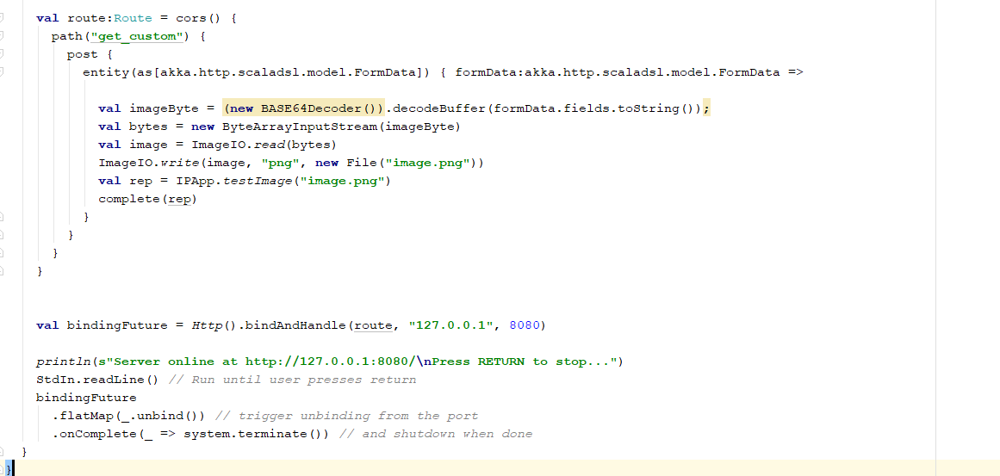 val route:Route = cors() {
path("get_custom") {
post {
entity(as[akka.http.scaladsl.model.FormData]) { formData:akka.http.scaladsl.model.FormData =>
val imageByte = (new BASE64Decoder()).decodeBuffer(formData.fields.toString());
val bytes = new ByteArrayInputStream(imageByte)
val image = ImageIO.read(bytes)
ImageIO.write(image, "png", new File("image.png"))
val rep = IPApp.testImage("image.png")
complete(rep)
}
}
}
}
val bindingFuture = Http().bindAndHandle(route, "127.0.0.1", 8080)
println(s"Server online at http://127.0.0.1:8080/\nPress RETURN to stop...")
StdIn.readLine() // Run until user presses return
bindingFuture
.flatMap(_.unbind()) // trigger unbinding from the port
.onComplete(_ => system.terminate()) // and shutdown when done
}
}